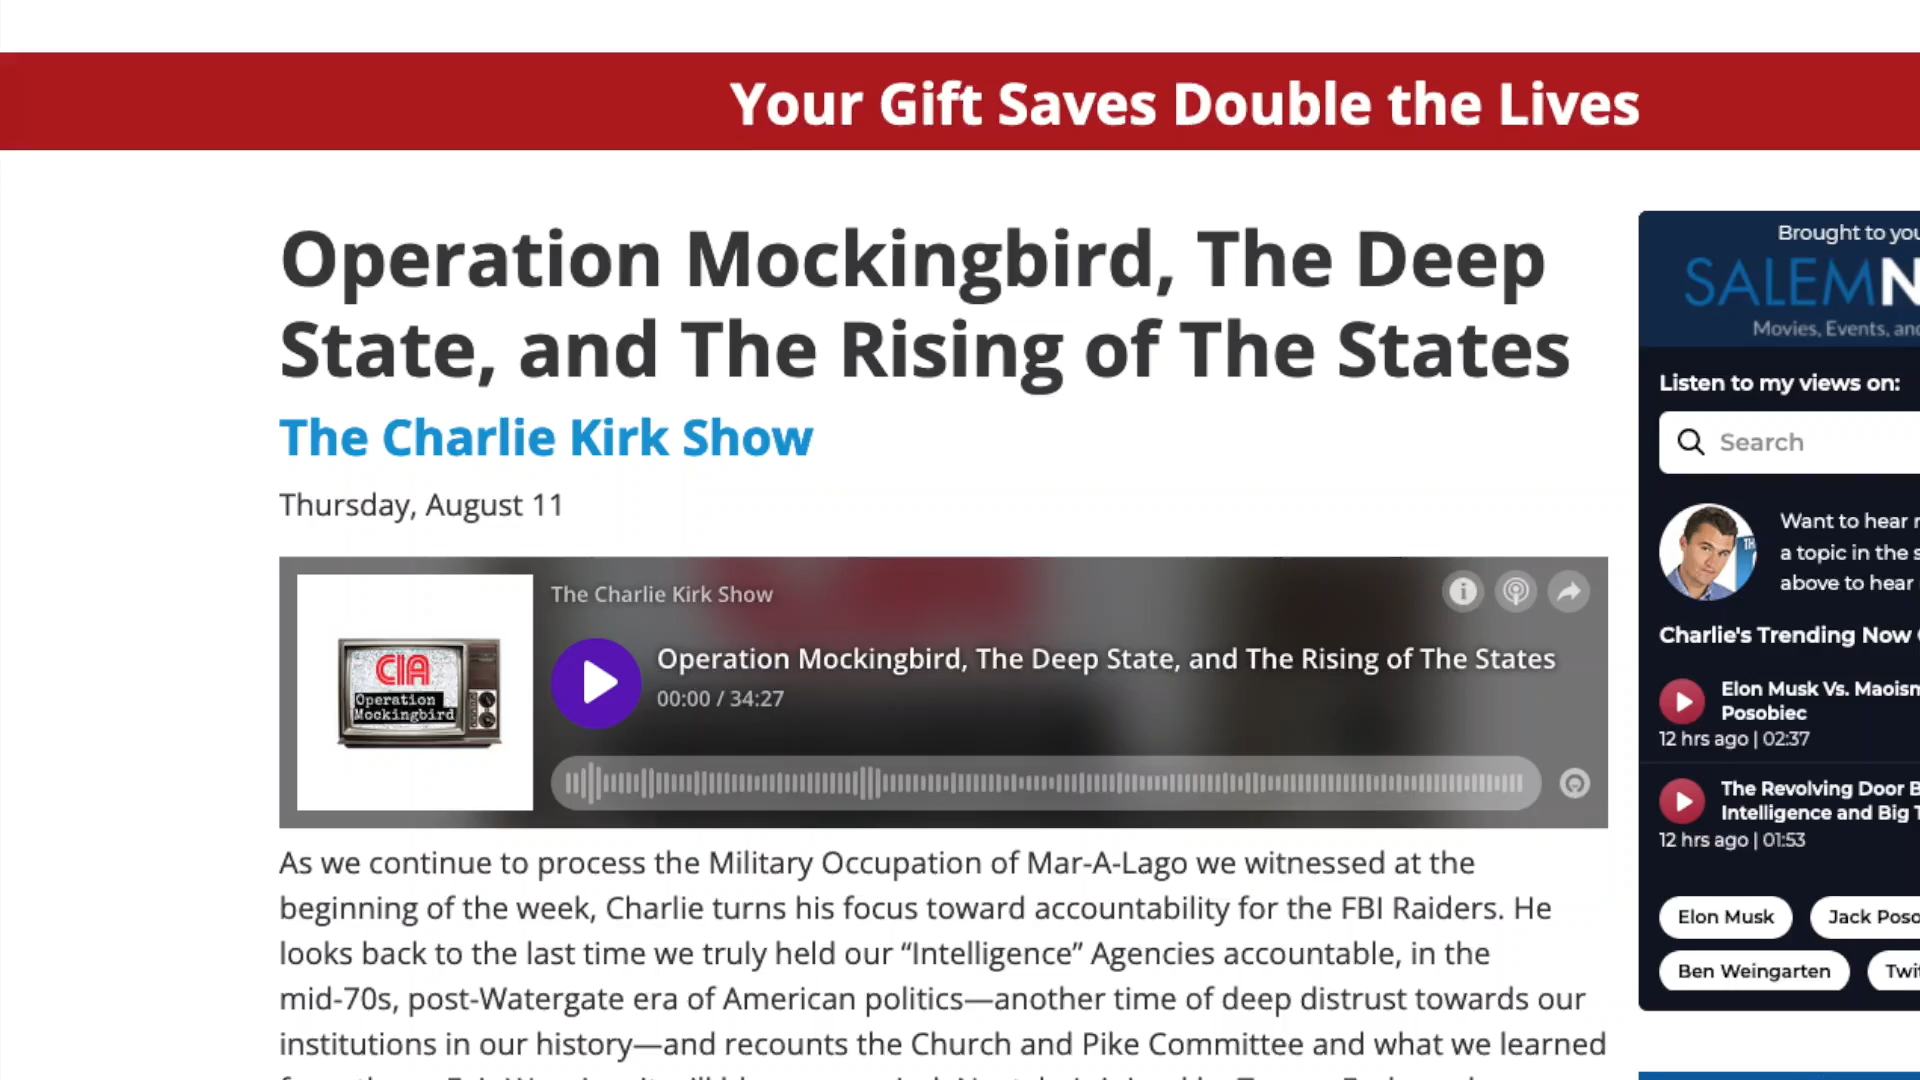 Your Gift Saves Double the Lives
Operation Mockingbird, The Deep
State, and The Rising of The States
The Charlie Kirk Show
Thursday, August 11
The Charlie Kirk Show
Operation Mockingbird, The Deep State, and The Rising of The States
00:00 / 34:27
CIA
Operation
Mockingbird
As we continue to process the Military Occupation of Mar-A-Lago we witnessed at the
beginning of the week, Charlie turns his focus toward accountability for the FBI Raiders. He
looks back to the last time we truly held our “Intelligence” Agencies accountable, in the
mid-70s, post-Watergate era of American politics—another time of deep distrust towards our
institutions in our history—and recounts the Church and Pike Committee and what we learned
Brought to you
SALEMN
Movies, Events, and
Listen to my views on:
Search
Want to hear
a topic in the
above to hear
Charlie's Trending Now
Elon Musk Vs. Maoism
Posobiec
12 hrs ago | 02:37
The Revolving Door B
Intelligence and Big T
12 hrs ago | 01:53
Elon Musk
Jack Poso
Ben Weingarten
Twi